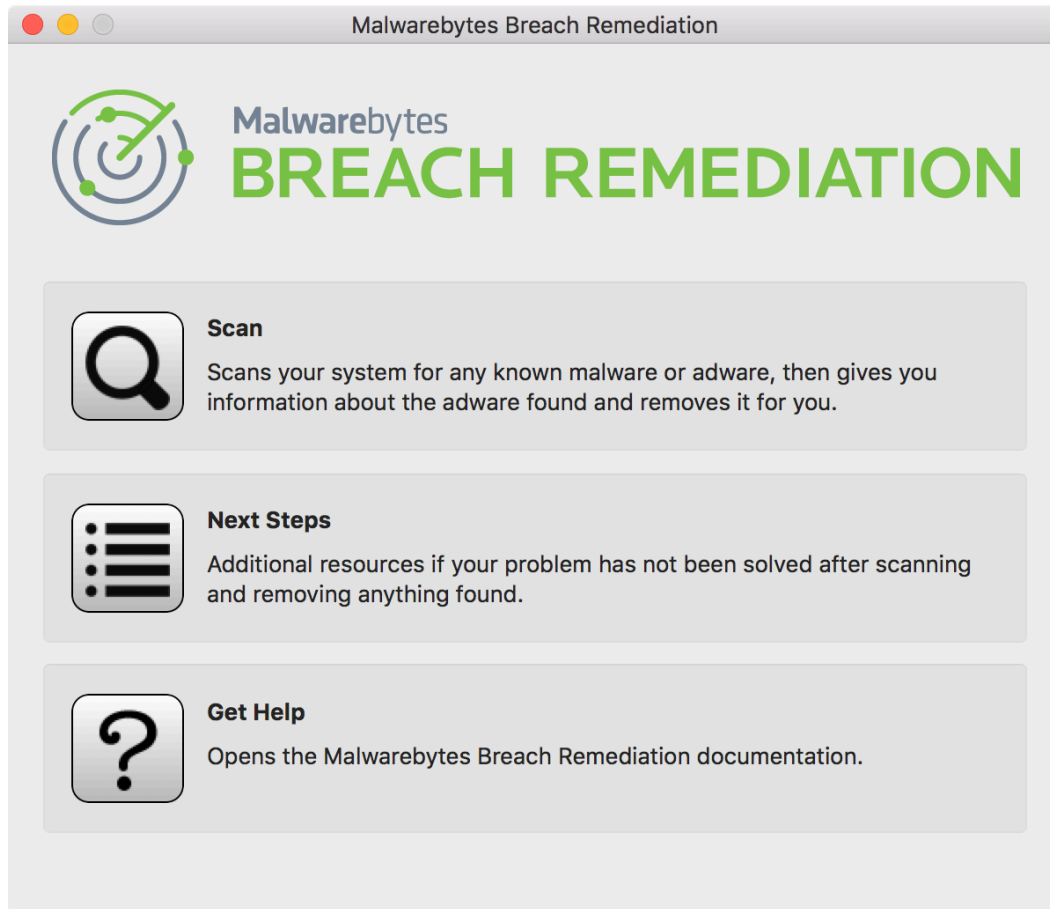 Malwarebytes Breach Remediation
Malwarebytes
BREACH REMEDIATION
Scan
Scans your system for any known malware or adware, then gives you
information about the adware found and removes it for you.
Next Steps
Additional resources if your problem has not been solved after scanning
and removing anything found.
?
Get Help
Opens the Malwarebytes Breach Remediation documentation.